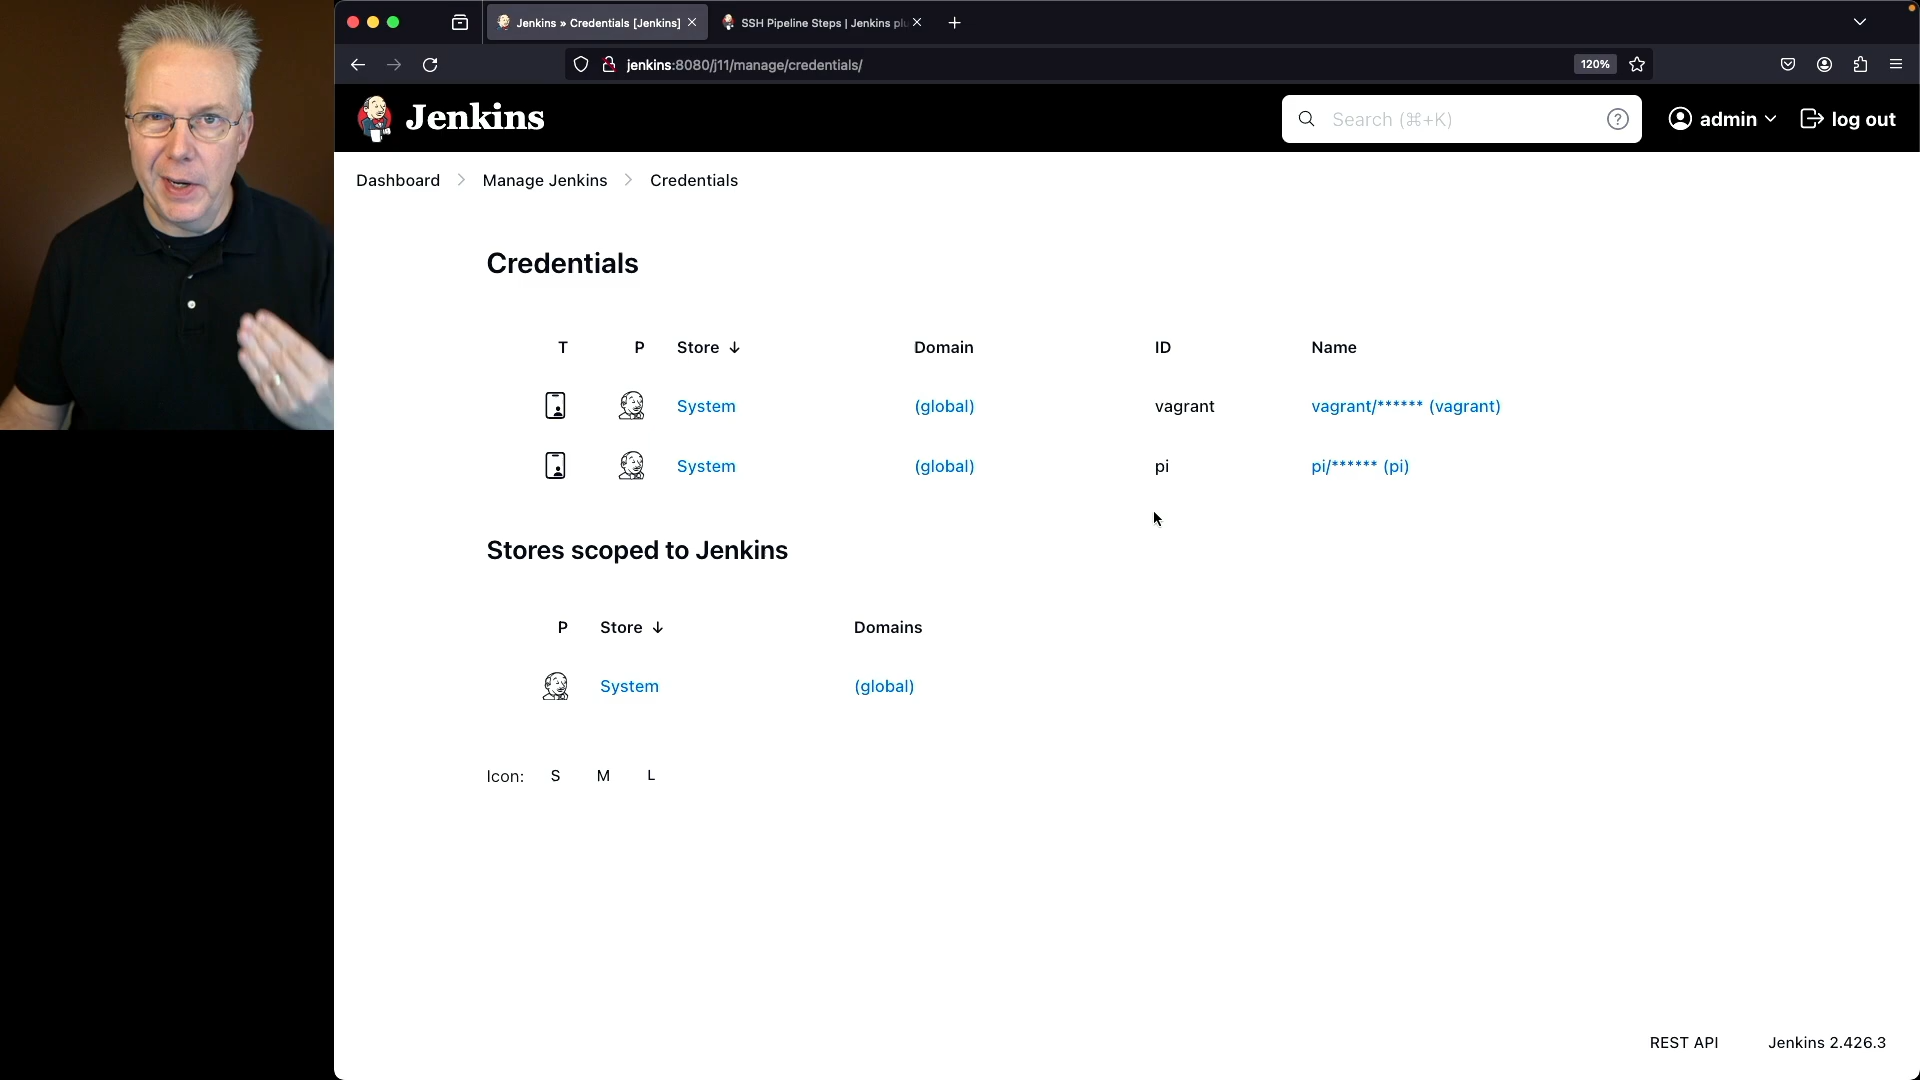 Jenkins » Credentials [Jenkins]
SSH Pipeline Steps | Jenkins plu
jenkins:8080/j11/manage/credentials/
120%
Jenkins
Search (⌘+K)
?
admin
log out
Dashboard
Manage Jenkins
Credentials
Credentials
T P Store ↓ Domain ID Name
System (global) vagrant vagrant/****** (vagrant)
System (global) pi pi/****** (pi)
Stores scoped to Jenkins
P Store ↓ Domains
System (global)
Icon: S M L
REST API
Jenkins 2.426.3